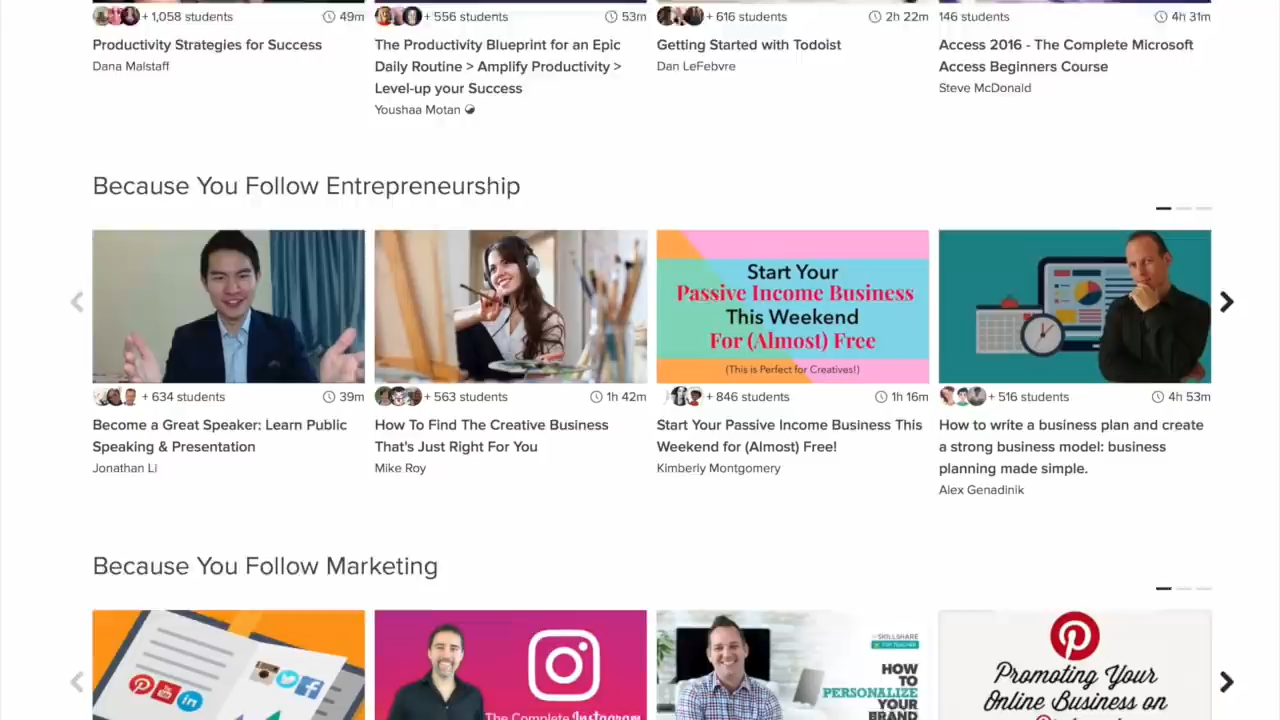 + 1,058 students
49m
+ 556 students
53m
+ 616 students
2h 22m
146 students
4h 31m
Productivity Strategies for Success
Dana Malstaff
The Productivity Blueprint for an Epic
Daily Routine > Amplify Productivity >
Level-up your Success
Youshaa Motan
Getting Started with Todoist
Dan LeFebvre
Access 2016 - The Complete Microsoft
Access Beginners Course
Steve McDonald
Because You Follow Entrepreneurship
Start Your
Passive Income Business
This Weekend
For (Almost) Free
(This is Perfect for Creatives!)
+ 634 students
39m
Become a Great Speaker: Learn Public
Speaking & Presentation
Jonathan Li
+ 563 students
1h 42m
How To Find The Creative Business
That's Just Right For You
Mike Roy
+ 846 students
1h 16m
Start Your Passive Income Business This
Weekend for (Almost) Free!
Kimberly Montgomery
+ 516 students
4h 53m
How to write a business plan and create
a strong business model: business
planning made simple.
Alex Genadinik
Because You Follow Marketing
The Complete Instagram
SKILLSHARE
TOP TEACHER
HOW
TO
PERSONALIZE
YOUR
BRAND
Promoting Your
Online Business on